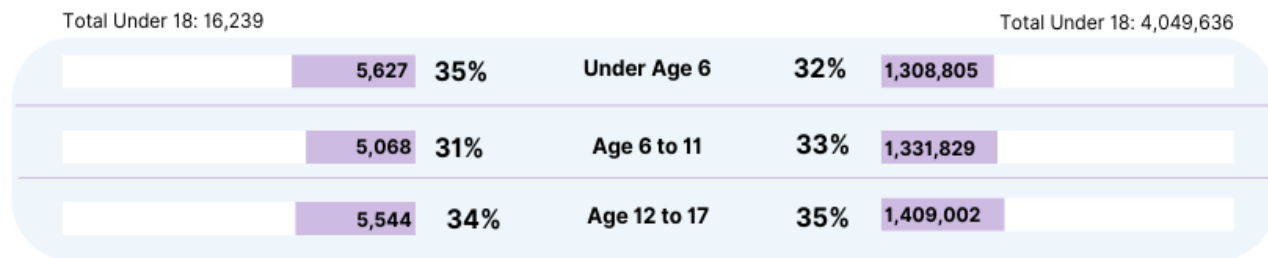 Total Under 18: 16,239 Total Under 18: 4,049,636
5,627 35% Under Age 6 32% 1,308,805
5,068 31% Age 6 to 11 33% 1,331,829
5,544 34% Age 12 to 17 35% 1,409,002